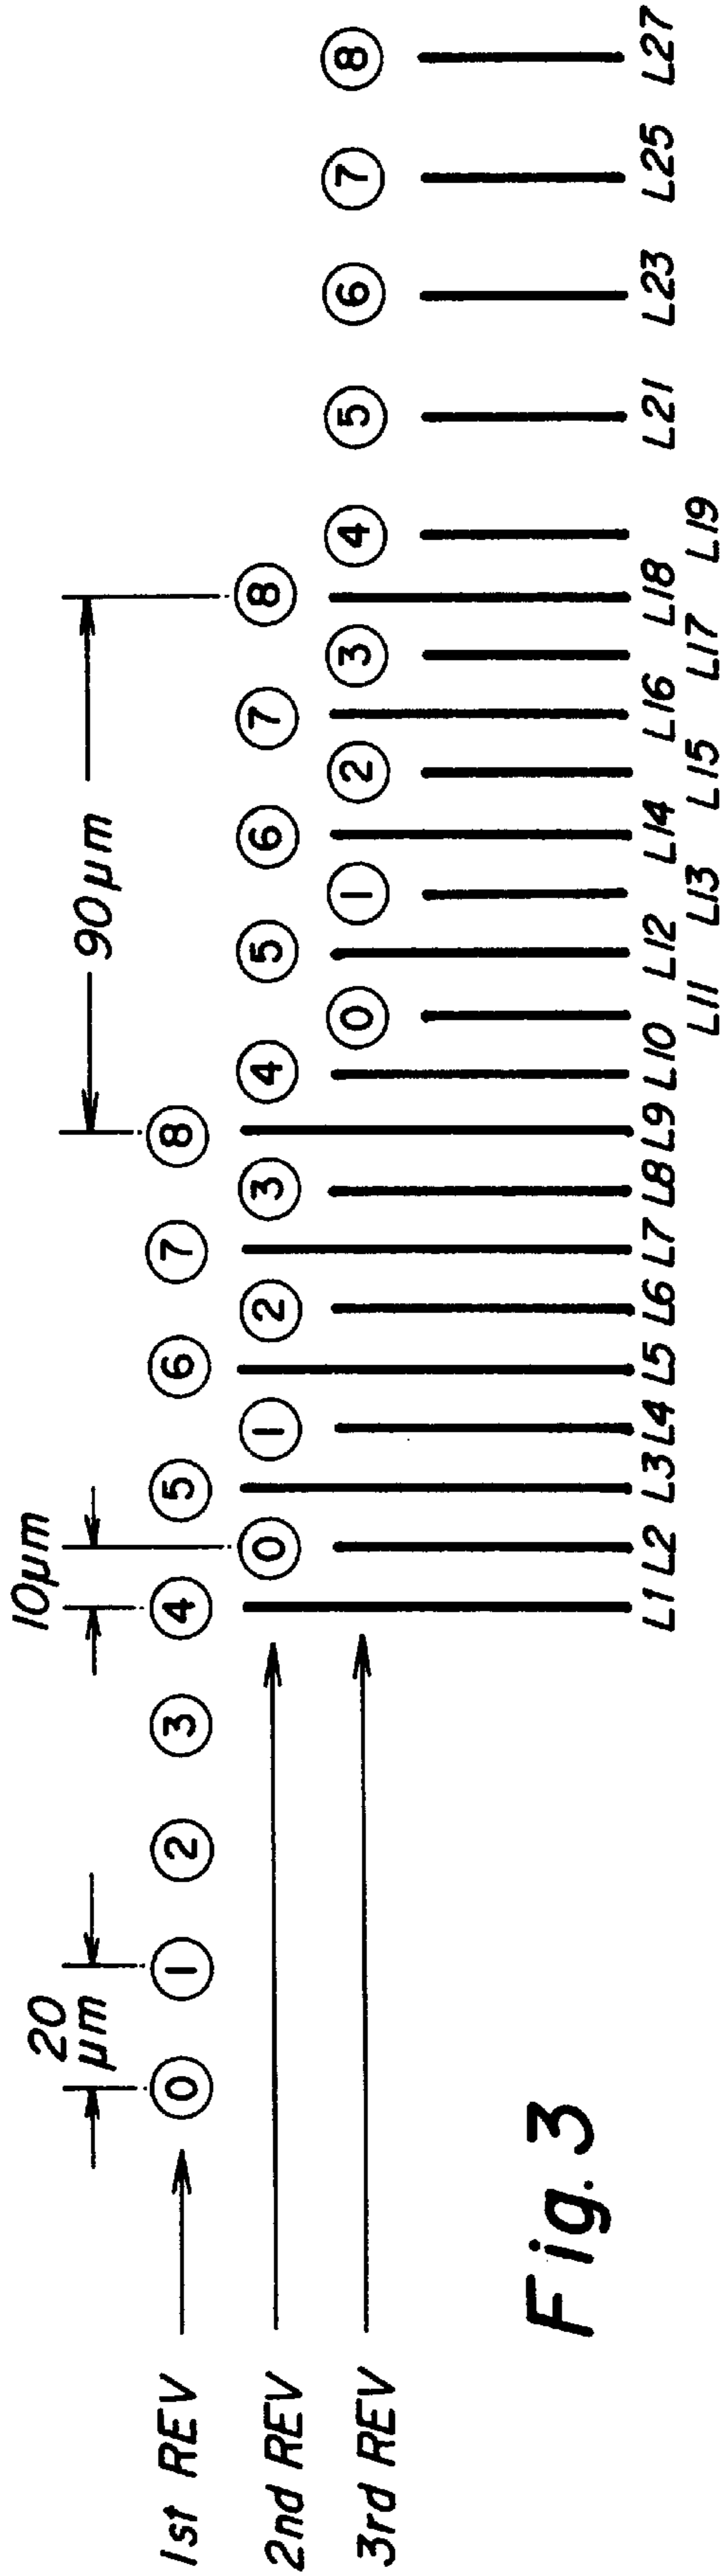 20 μm
10μm
90μm
1st REV
0 1 2 3 4 5 6 7 8
2nd REV
0 1 2 3 4 5 6 7 8
3rd REV
0 1 2 3 4 5 6 7 8
L1 L2 L3 L4 L5 L6 L7 L8 L9 L10 L12 L14 L16 L18 L21 L23 L25 L27
L11 L13 L15 L17 L19
Fig. 3